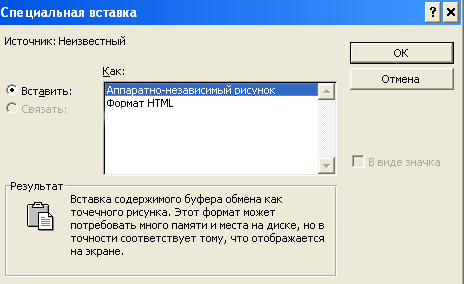 Специальная вставка
Источник: Неизвестный
Как:
Вставить:
Связать:
Аппаратно-независимый рисунок
Формат HTML
ОК
Отмена
В виде значка
Результат
Вставка содержимого буфера обмена как
точечного рисунка. Этот формат может
потребовать много памяти и места на диске, но в
точности соответствует тому, что отображается
на экране.